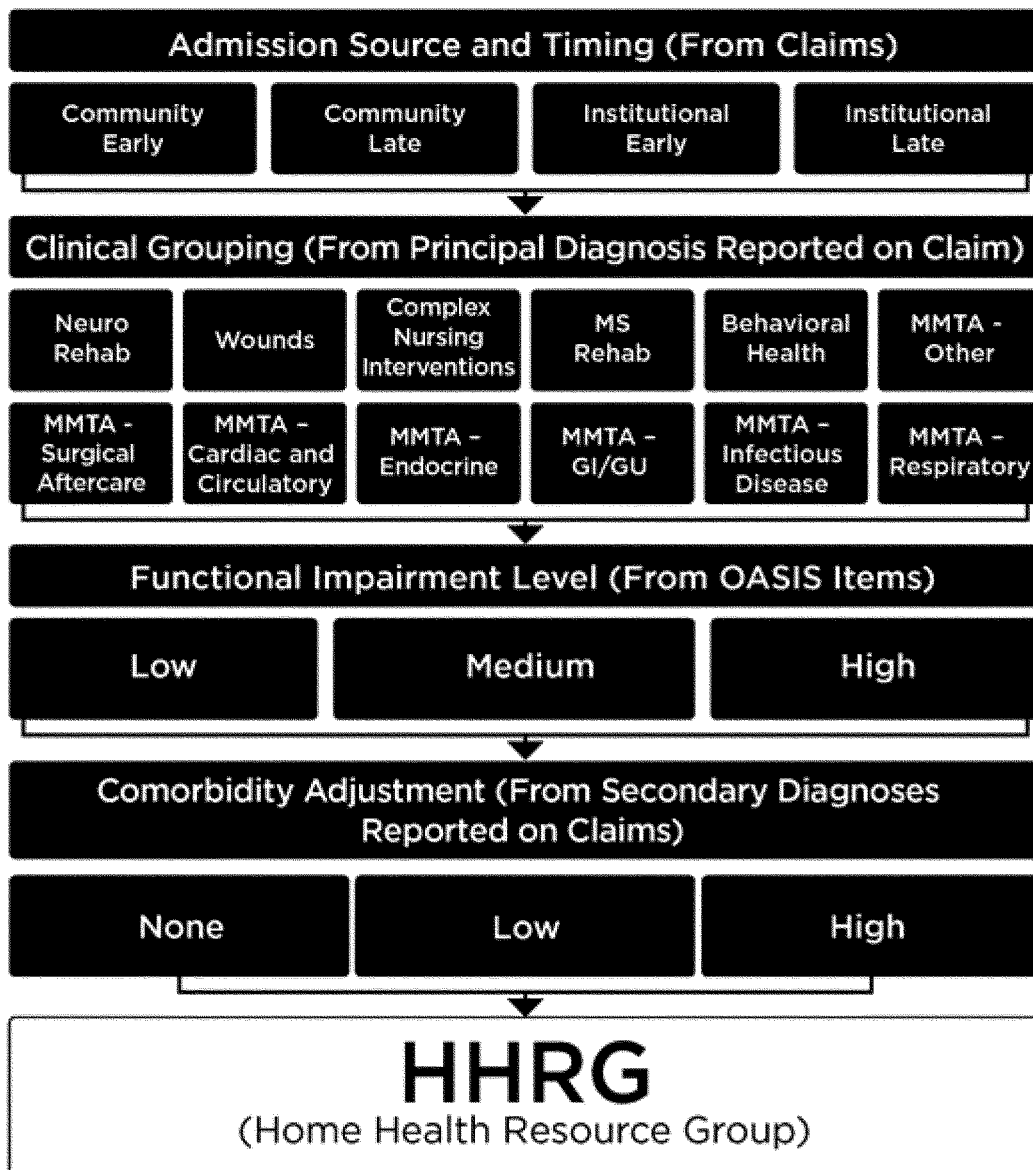 Admission Source and Timing (From Claims)
Community
Early
Community
Late
Institutional
Early
Institutional
Late
Clinical Grouping (From Principal Diagnosis Reported on Claim)
Neuro
Rehab
Wounds
Complex
Nursing
Interventions
MS
Rehab
Behavioral
Health
MMTA -
Other
MMTA -
Surgical
Aftercare
MMTA –
Cardiac and
Circulatory
MMTA –
Endocrine
MMTA –
GI/GU
MMTA –
Infectious
Disease
MMTA –
Respiratory
Functional Impairment Level (From OASIS Items)
Low
Medium
High
Comorbidity Adjustment (From Secondary Diagnoses
Reported on Claims)
None
Low
High
HHRG
(Home Health Resource Group)